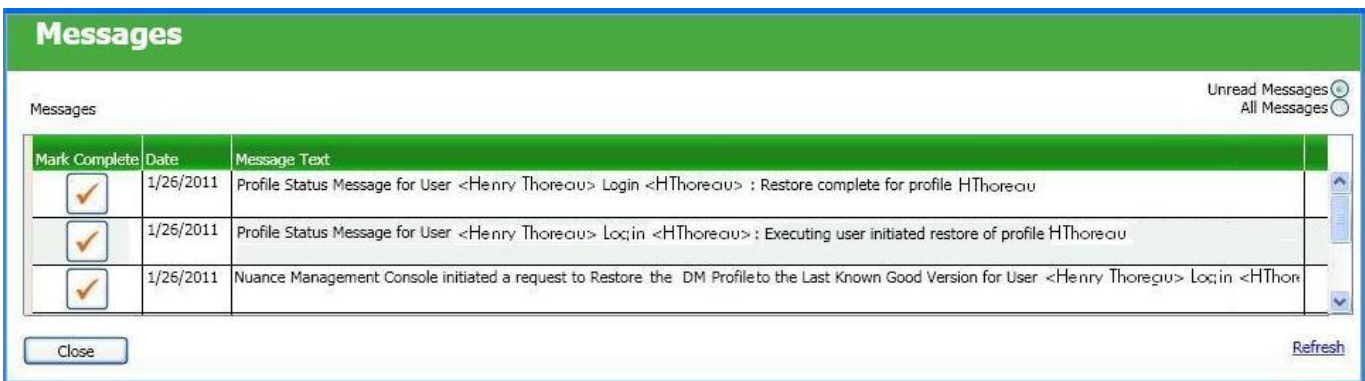 Messages
Unread Messages
Messages
All Messages
Mark Complete Date Message Text
1/26/2011 Profile Status Message for User <Henry Thoreau> Login <HThoreau> : Restore complete for profile HThoreau
1/26/2011 Profile Status Message for User <Henry Thoreau> Login <HThoreau> : Executing user initiated restore of profile HThoreau
1/26/2011 Nuance Management Console initiated a request to Restore the DM Profile to the Last Known Good Version for User <Henry Thoreau> Login <HThore
Close
Refresh